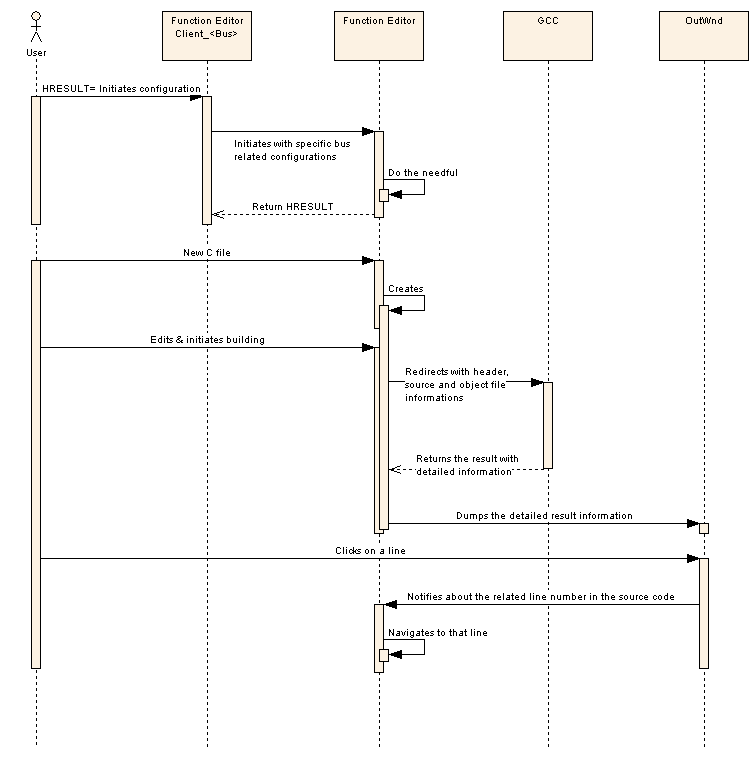 Function Editor
Client_<Bus>
Function Editor
GCC
OutWnd
User
HRESULT= Initiates configuration
Initiates with specific bus
related configurations
Do the needful
Return HRESULT
New C file
Creates
Edits & initiates building
Redirects with header,
source and object file
informations
Returns the result with
detailed information
Dumps the detailed result information
Clicks on a line
Notifies about the related line number in the source code
Navigates to that line